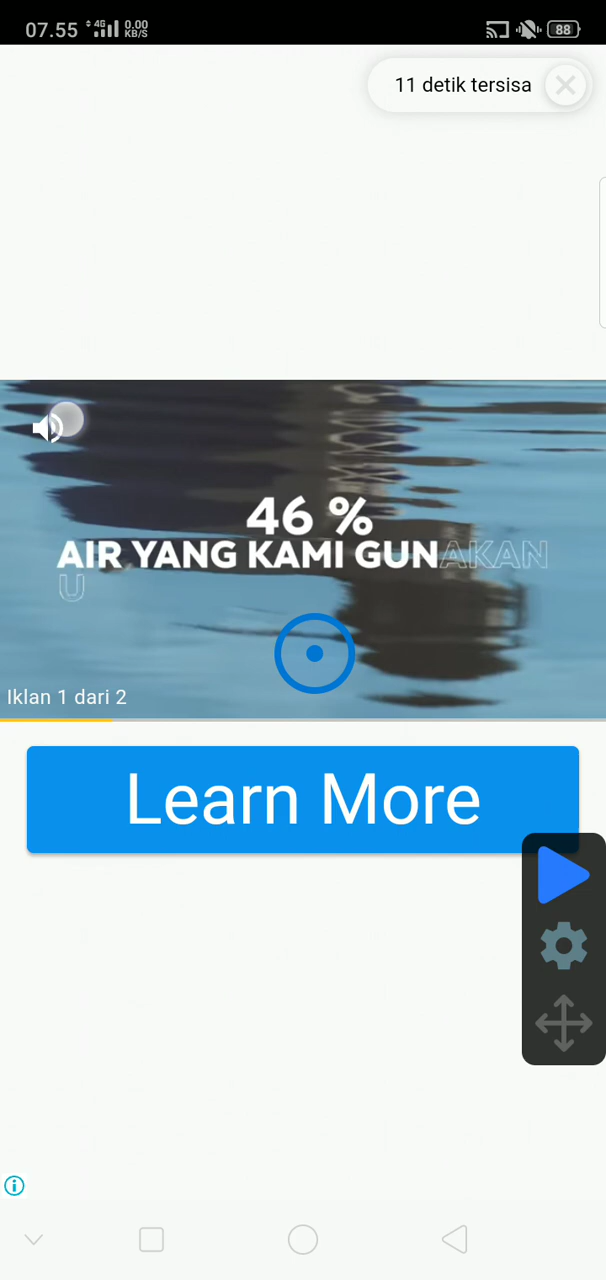 07.55 4G 0.00 KB/S 88
11 detik tersisa
46 %
AIR YANG KAMI GUNAKAN
U
Iklan 1 dari 2
Learn More